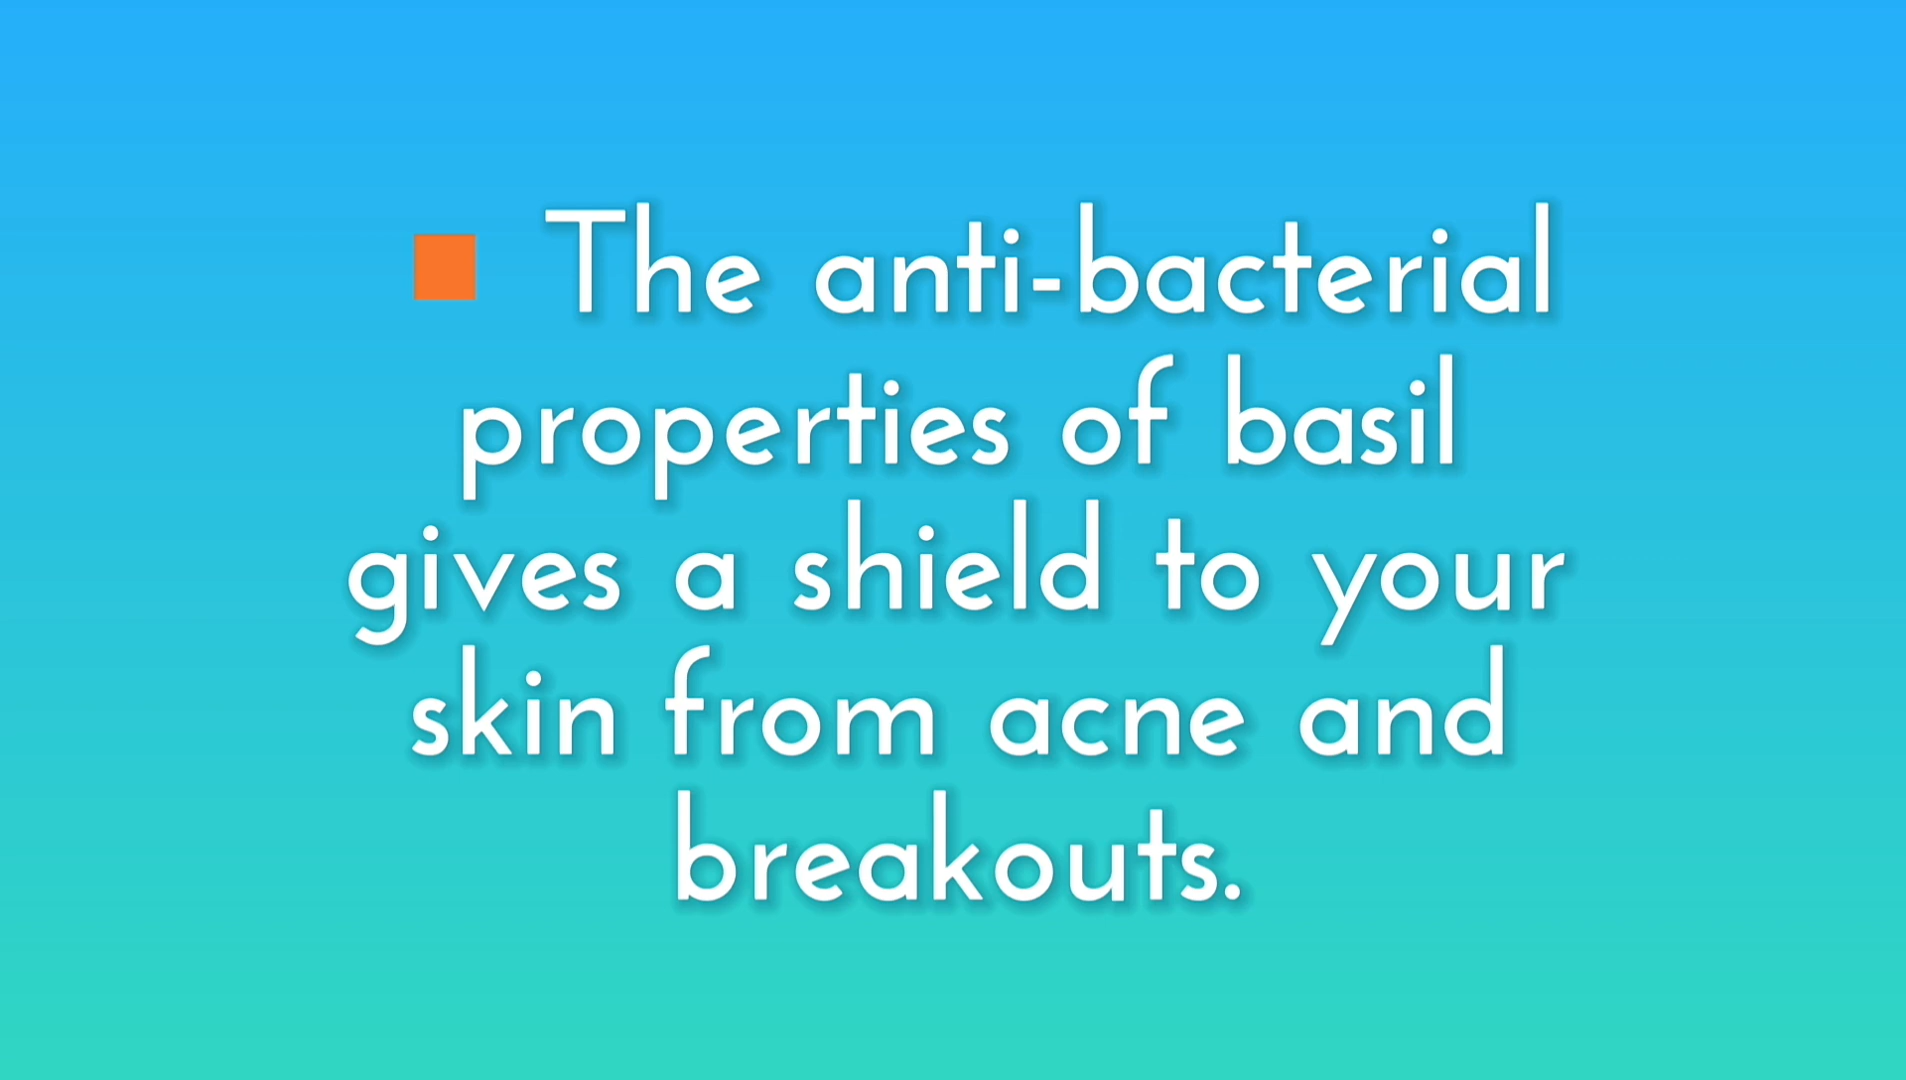 The anti-bacterial
properties of basil
gives a shield to your
skin from acne and
breakouts.